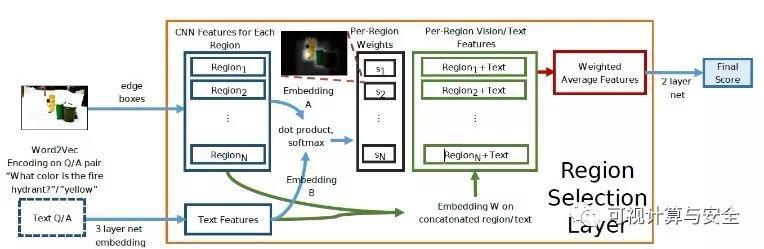 CNN Features for Each
Region
Per-Region
Weights
Per-Region Vision/Text
Features
Region1
Region2
⋮
RegionN
edge
boxes
Embedding
A
dot product,
softmax
Embedding
B
s1
s2
⋮
sN
Region1+Text
Region2+Text
⋮
RegionN+Text
Weighted
Average Features
2 layer
net
Final
Score
Word2Vec
Encoding on Q/A pair
“What color is the fire
hydrant?”/“yellow”
Text Q/A
3 layer net
embedding
Text Features
Embedding W on
concatenated region/text
Region
Selection
Layer
可视计算与安全